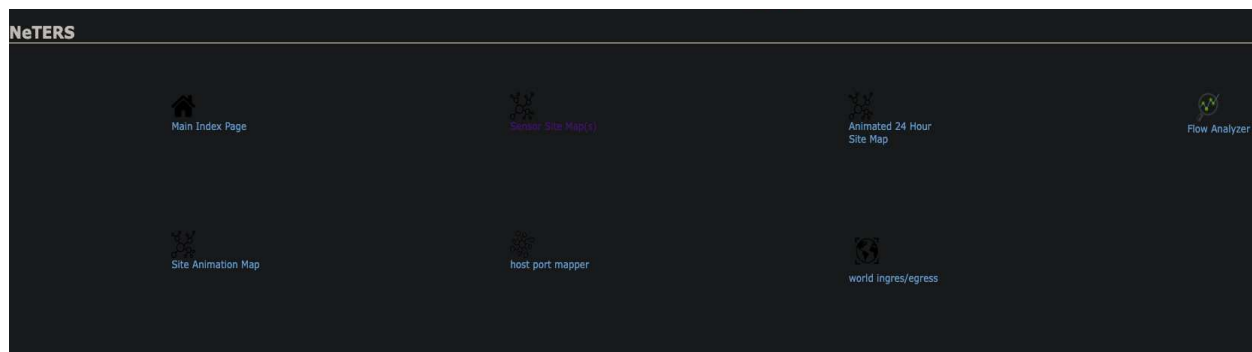 NeTERS
Main Index Page
Sensor Site Map(s)
Animated 24 Hour
Site Map
Flow Analyzer
Site Animation Map
host port mapper
world ingres/egress